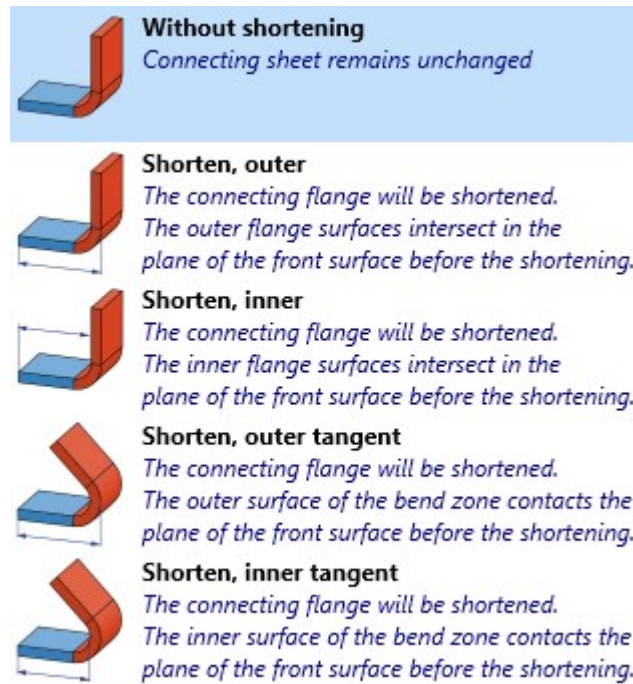 Without shortening
Connecting sheet remains unchanged
Shorten, outer
The connecting flange will be shortened.
The outer flange surfaces intersect in the
plane of the front surface before the shortening.
Shorten, inner
The connecting flange will be shortened.
The inner flange surfaces intersect in the
plane of the front surface before the shortening.
Shorten, outer tangent
The connecting flange will be shortened.
The outer surface of the bend zone contacts the
plane of the front surface before the shortening.
Shorten, inner tangent
The connecting flange will be shortened.
The inner surface of the bend zone contacts the
plane of the front surface before the shortening.